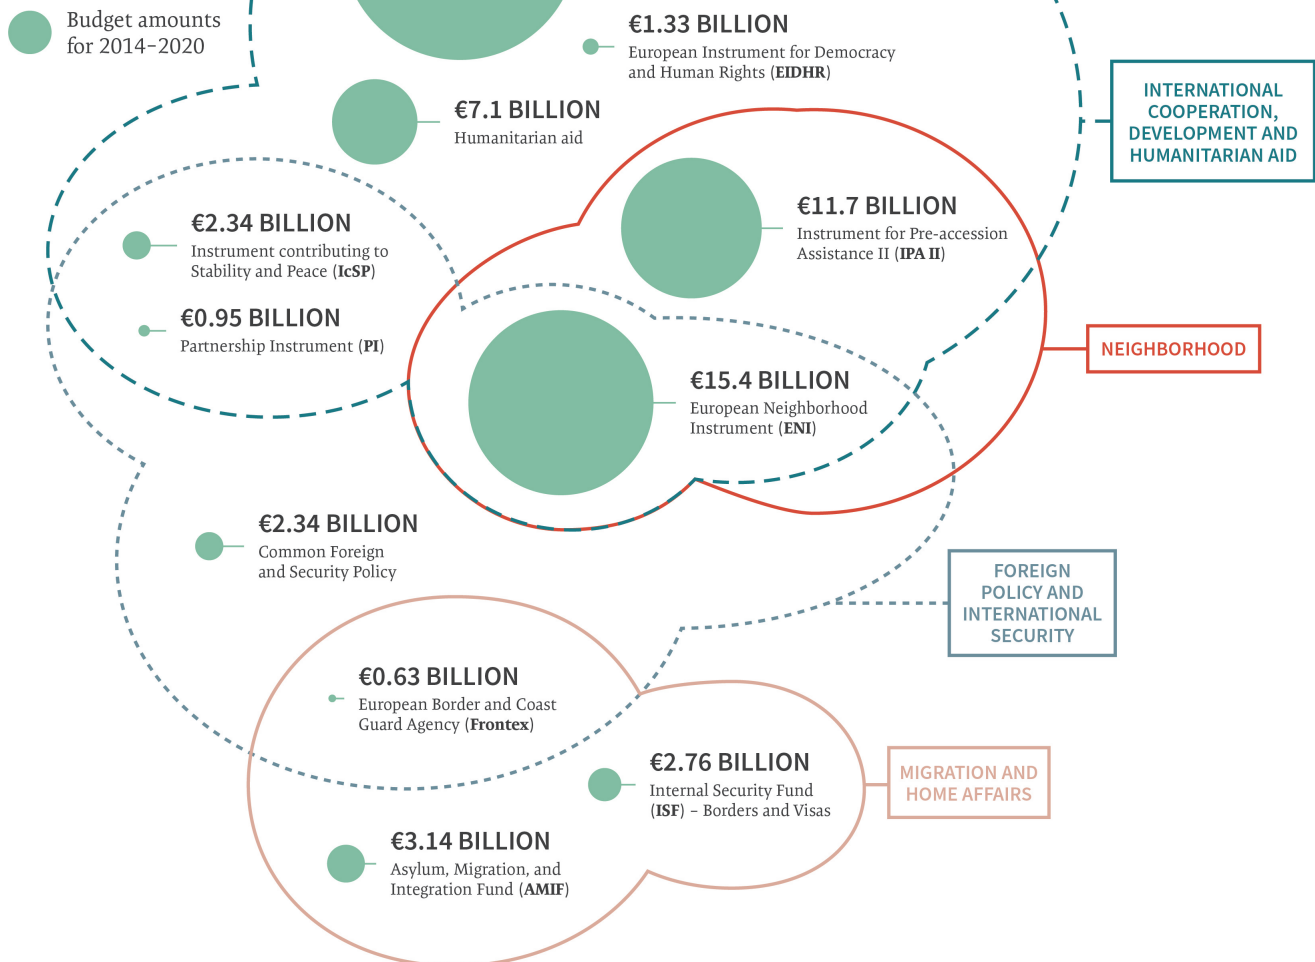 Budget amounts
for 2014–2020
€1.33 BILLION
European Instrument for Democracy
and Human Rights (EIDHR)
€7.1 BILLION
Humanitarian aid
INTERNATIONAL
COOPERATION,
DEVELOPMENT AND
HUMANITARIAN AID
€2.34 BILLION
Instrument contributing to
Stability and Peace (IcSP)
€11.7 BILLION
Instrument for Pre-accession
Assistance II (IPA II)
€0.95 BILLION
Partnership Instrument (PI)
NEIGHBORHOOD
€15.4 BILLION
European Neighborhood
Instrument (ENI)
€2.34 BILLION
Common Foreign
and Security Policy
FOREIGN
POLICY AND
INTERNATIONAL
SECURITY
€0.63 BILLION
European Border and Coast
Guard Agency (Frontex)
€2.76 BILLION
Internal Security Fund
(ISF) – Borders and Visas
MIGRATION AND
HOME AFFAIRS
€3.14 BILLION
Asylum, Migration, and
Integration Fund (AMIF)